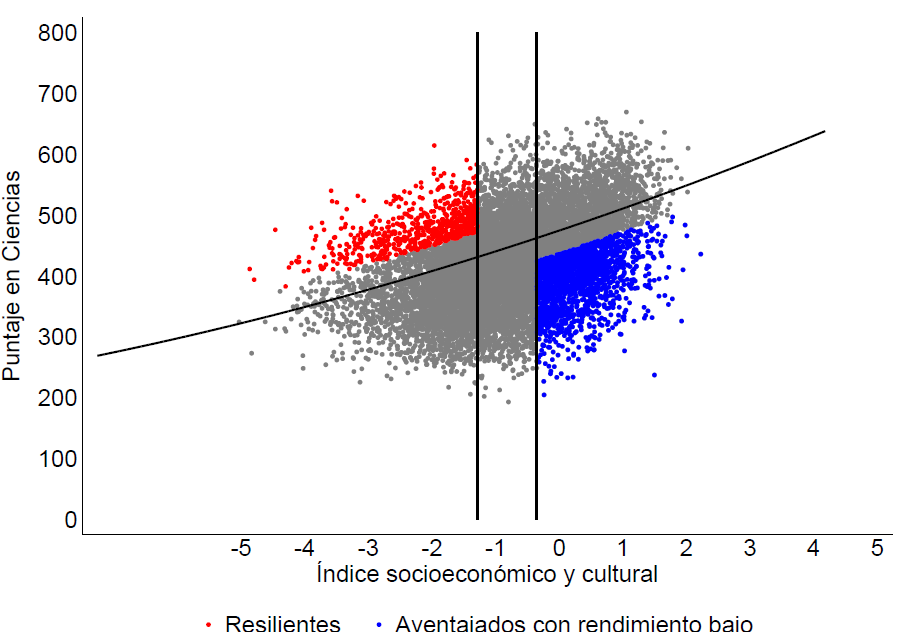 800
700
600
500
400
300
200
100
0
Puntaje en Ciencias
-5 -4 -3 -2 -1 0 1 2 3 4 5
Índice socioeconómico y cultural
Resilientes Aventajados con rendimiento bajo